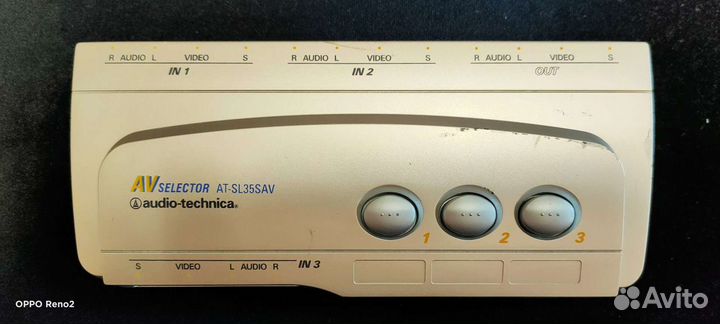 R AUDIO L VIDEO S R AUDIO L VIDEO S R AUDIO L VIDEO S
IN 1 IN 2 OUT
AV SELECTOR AT-SL35SAV
audio-technica®
1 2 3
S VIDEO L AUDIO R IN 3
OPPO Reno2
Avito